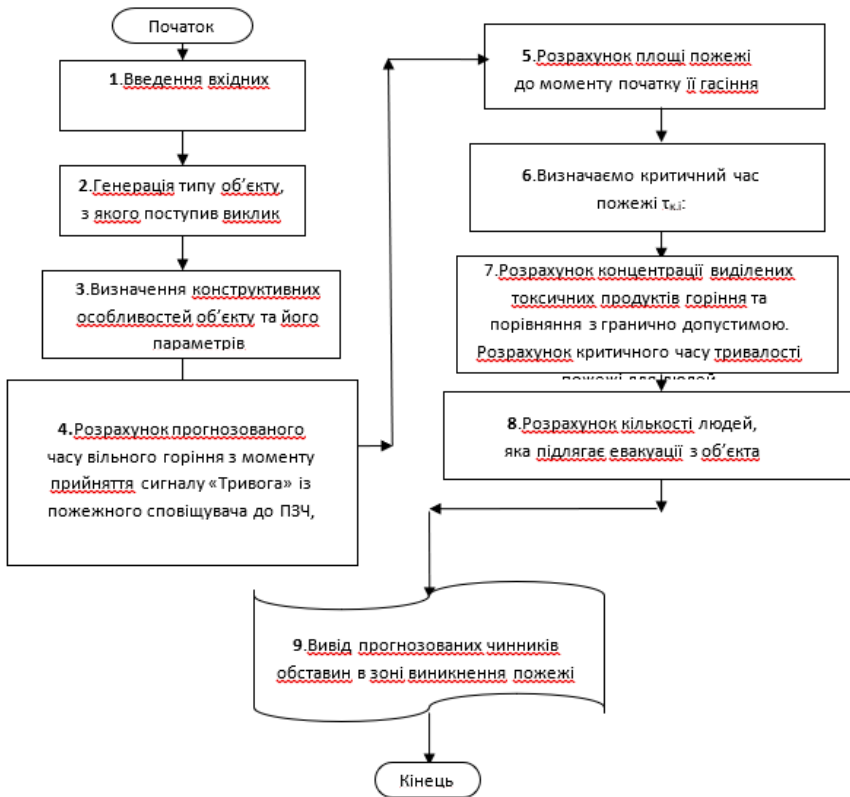 Початок
1.Введення вхідних
2.Генерація типу об’єкту,
з якого поступив виклик
3.Визначення конструктивних
особливостей об’єкту та його
параметрів
4.Розрахунок прогнозованого
часу вільного горіння з моменту
прийняття сигналу «Тривога» із
пожежного сповіщувача до ПЗЧ,
5.Розрахунок площі пожежі
до моменту початку її гасіння
6.Визначаємо критичний час
пожежі τк.і:
7.Розрахунок концентрації виділених
токсичних продуктів горіння та
порівняння з гранично допустимою.
Розрахунок критичного часу тривалості
пожежі для людей
8.Розрахунок кількості людей,
яка підлягає евакуації з об’єкта
9.Вивід прогнозованих чинників
обставин в зоні виникнення пожежі
Кінець